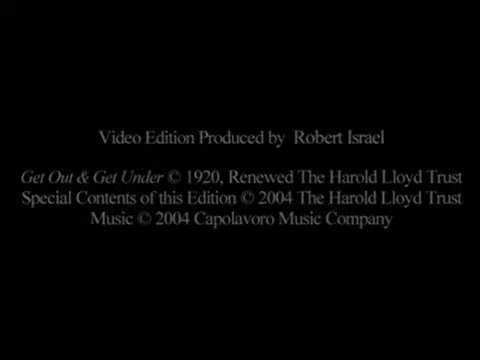 Video Edition Produced by Robert Israel
Get Out & Get Under © 1920, Renewed The Harold Lloyd Trust
Special Contents of this Edition © 2004 The Harold Lloyd Trust
Music © 2004 Capolavoro Music Company